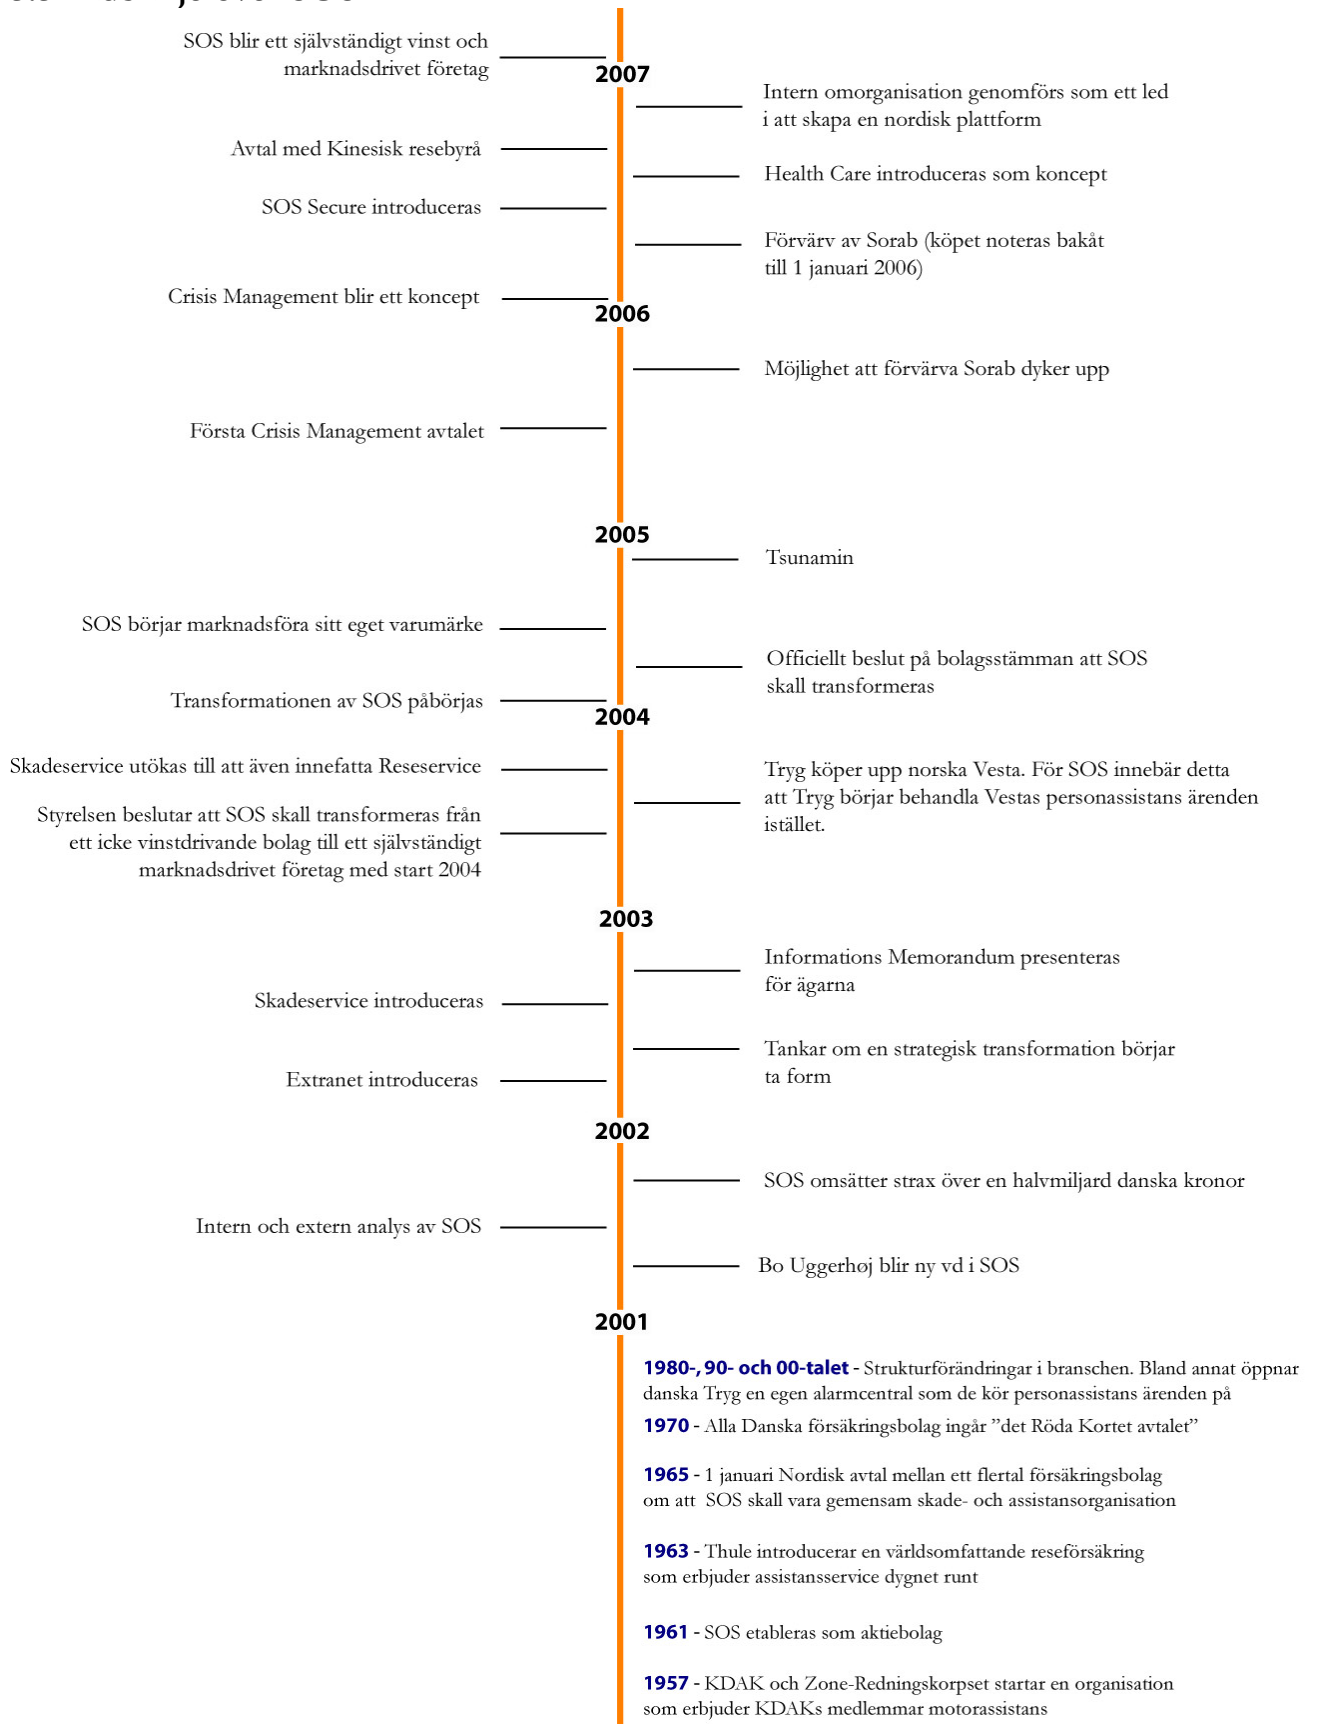 SOS blir ett självständigt vinst och
marknadsdrivet företag
2007
Intern omorganisation genomförs som ett led
i att skapa en nordisk plattform
Avtal med Kinesisk resebyrå
Health Care introduceras som koncept
SOS Secure introduceras
Förvärv av Sorab (köpet noteras bakåt
till 1 januari 2006)
Crisis Management blir ett koncept
2006
Möjlighet att förvärva Sorab dyker upp
Första Crisis Management avtalet
2005
Tsunamin
SOS börjar marknadsföra sitt eget varumärke
Officiellt beslut på bolagsstämman att SOS
skall transformeras
Transformationen av SOS påbörjas
2004
Skadeservice utökas till att även innefatta Reseservice
Tryg köper upp norska Vesta. För SOS innebär detta
att Tryg börjar behandla Vestas personassistans ärenden
istället.
Styrelsen beslutar att SOS skall transformeras från
ett icke vinstdrivande bolag till ett självständigt
marknadsdrivet företag med start 2004
2003
Informations Memorandum presenteras
för ägarna
Skadeservice introduceras
Tankar om en strategisk transformation börjar
ta form
Extranet introduceras
2002
SOS omsätter strax över en halvmiljard danska kronor
Intern och extern analys av SOS
Bo Uggerhøj blir ny vd i SOS
2001
1980-, 90- och 00-talet - Strukturförändringar i branschen. Bland annat öppnar
danska Tryg en egen alarmcentral som de kör personassistans ärenden på
1970 - Alla Danska försäkringsbolag ingår ”det Röda Kortet avtalet”
1965 - 1 januari Nordisk avtal mellan ett flertal försäkringsbolag
om att SOS skall vara gemensam skade- och assistansorganisation
1963 - Thule introducerar en världsomfattande reseförsäkring
som erbjuder assistansservice dygnet runt
1961 - SOS etableras som aktiebolag
1957 - KDAK och Zone-Redningskorpset startar en organisation
som erbjuder KDAKs medlemmar motorassistans